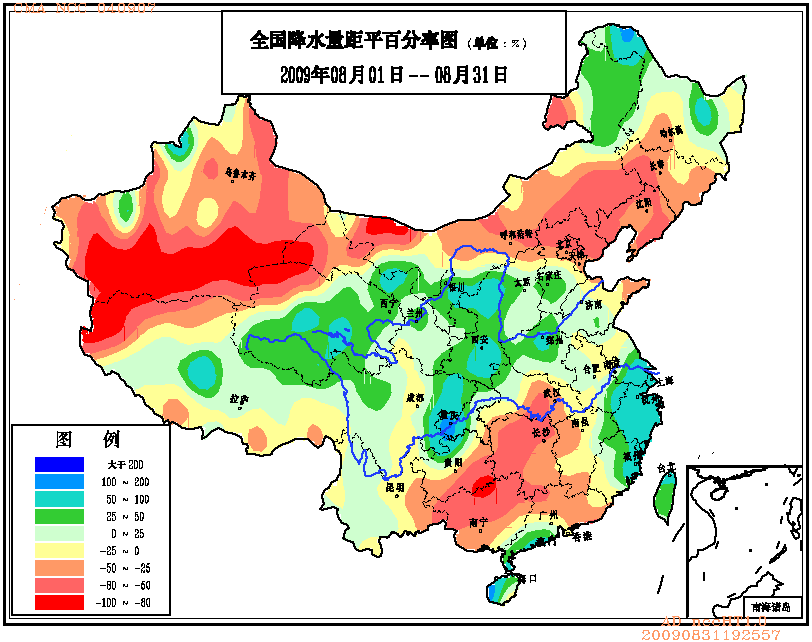 CMA NCC 040907
全国降水量距平百分率图（单位：%）
2009年08月01日－－08月31日
哈尔滨
乌鲁木齐
长春
沈阳
呼和浩特
北京
天津
银川
太原
石家庄
西宁
兰州
济南
西安
郑州
合肥
南京
上海
拉萨
成都
武汉
杭州
重庆
长沙
南昌
贵阳
福州
台北
昆明
南宁
广州
澳门
香港
海口
图 例
大于 200
100 ~ 200
50 ~ 100
25 ~ 50
0 ~ 25
-25 ~ 0
-50 ~ -25
-80 ~ -50
-100 ~ -80
南海诸岛
20090831192557